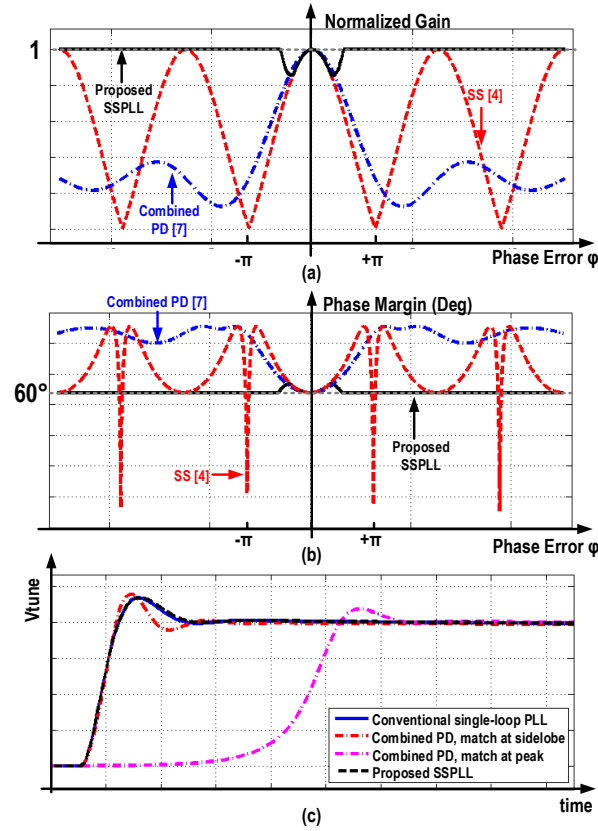 Normalized Gain
1
Proposed
SSPLL
SS [4]
Combined
PD [7]
-π
+π
Phase Error φ
(a)
Combined PD [7]
Phase Margin (Deg)
60°
Proposed
SSPLL
SS [4]
-π
+π
Phase Error φ
(b)
Vtune
Conventional single-loop PLL
Combined PD, match at sidelobe
Combined PD, match at peak
Proposed SSPLL
time
(c)